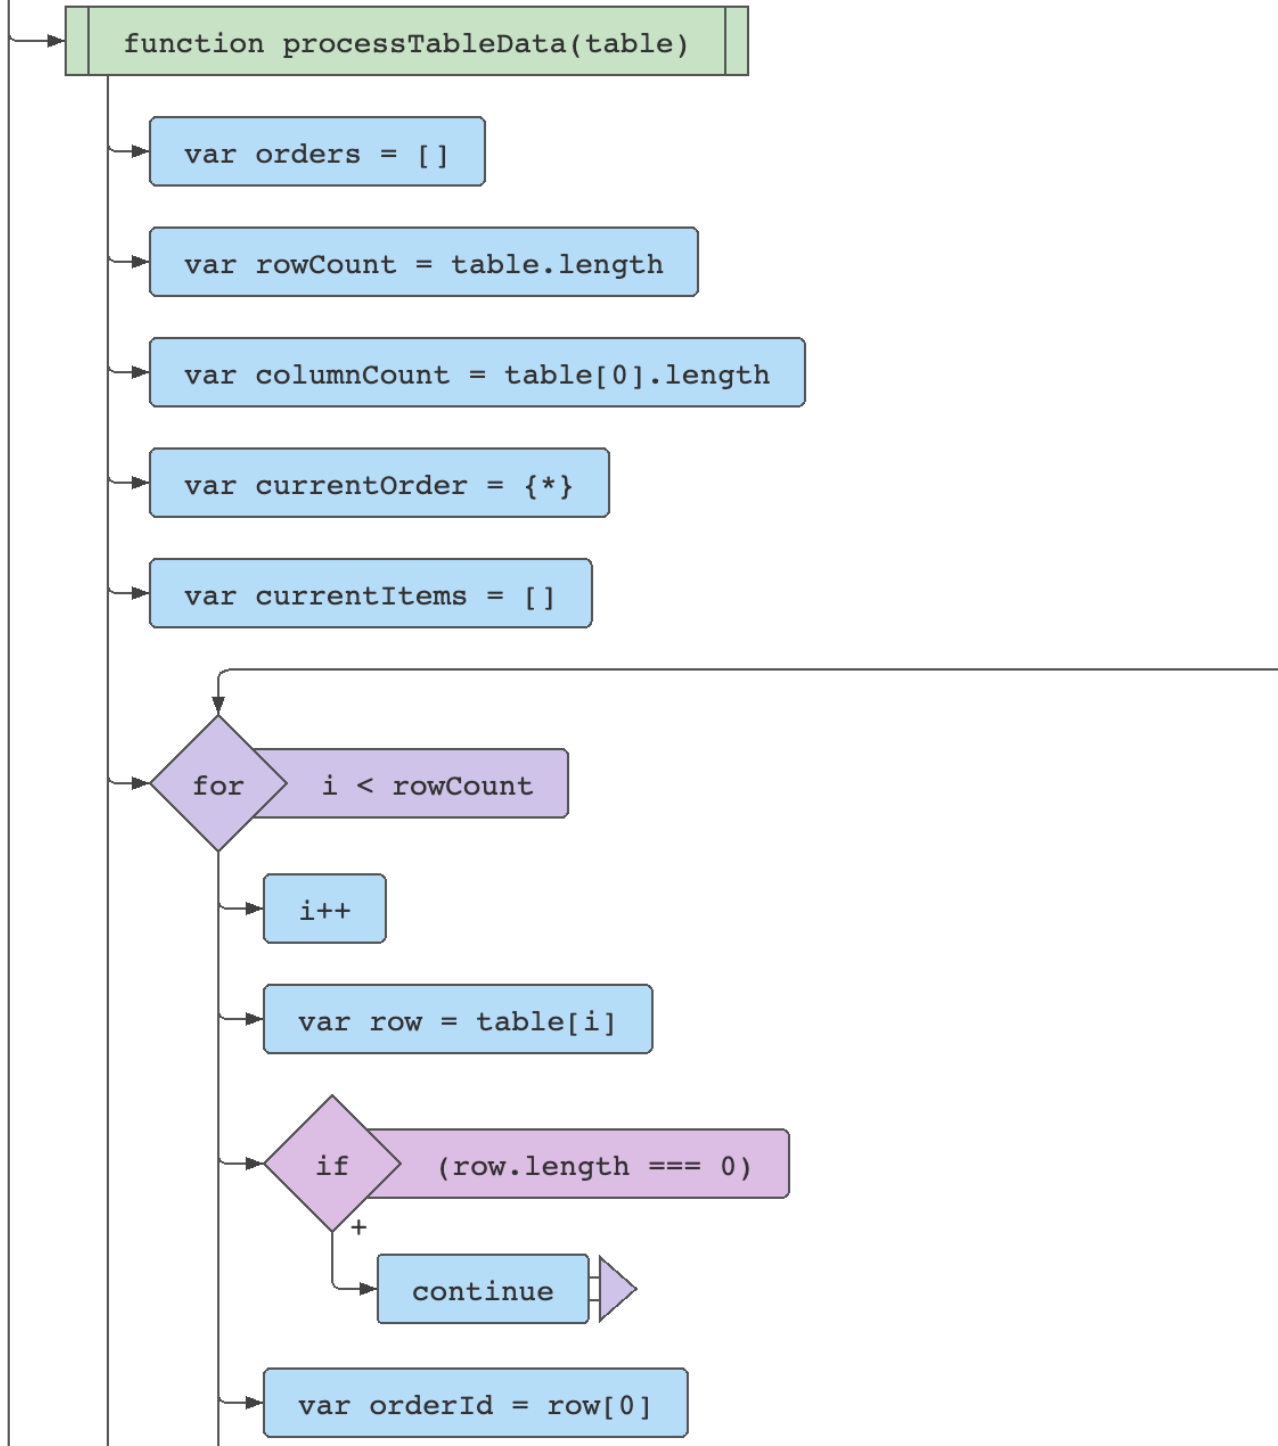 function processTableData(table)
var orders = []
var rowCount = table.length
var columnCount = table[0].length
var currentOrder = {*}
var currentItems = []
for i < rowCount
i++
var row = table[i]
if (row.length === 0)
+
continue
var orderId = row[0]